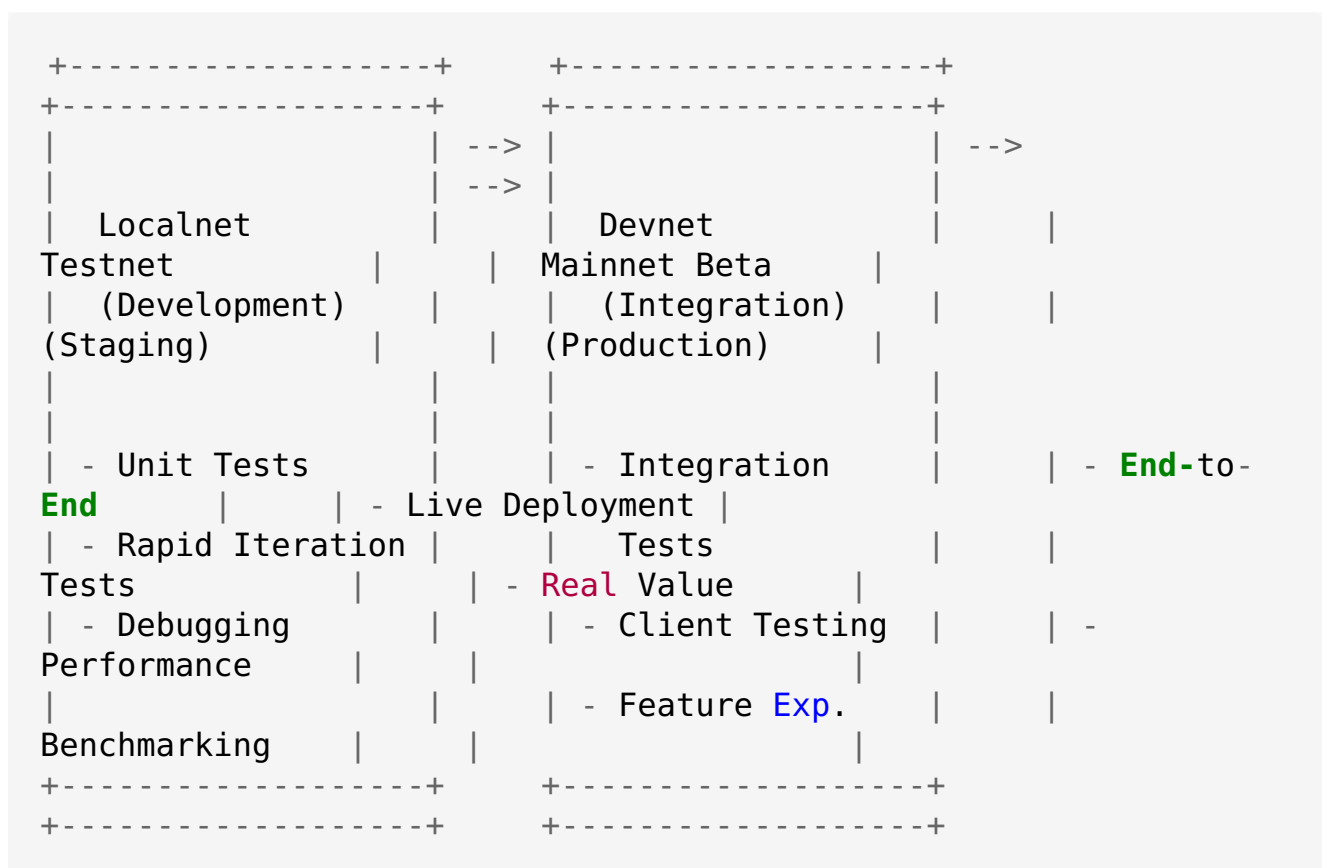 +-------------------+     +-------------------+
+-------------------+     +-------------------+
|                   | --> |                   | -->
|                   | --> |                   |
|  Localnet         |     |  Devnet           |     |
Testnet          |     |  Mainnet Beta     |
|  (Development)    |     |  (Integration)    |     |
(Staging)        |     |  (Production)     |
|                   |     |                   |
|                   |     |                   |
| - Unit Tests      |     | - Integration     |     | - End-to-
End      |     | - Live Deployment |
| - Rapid Iteration |     |   Tests           |     |
Tests           |     | - Real Value      |
| - Debugging       |     | - Client Testing  |     | -
Performance     |     |                   |
|                   |     | - Feature Exp.    |     |
Benchmarking    |     |                   |
+-------------------+     +-------------------+
+-------------------+     +-------------------+